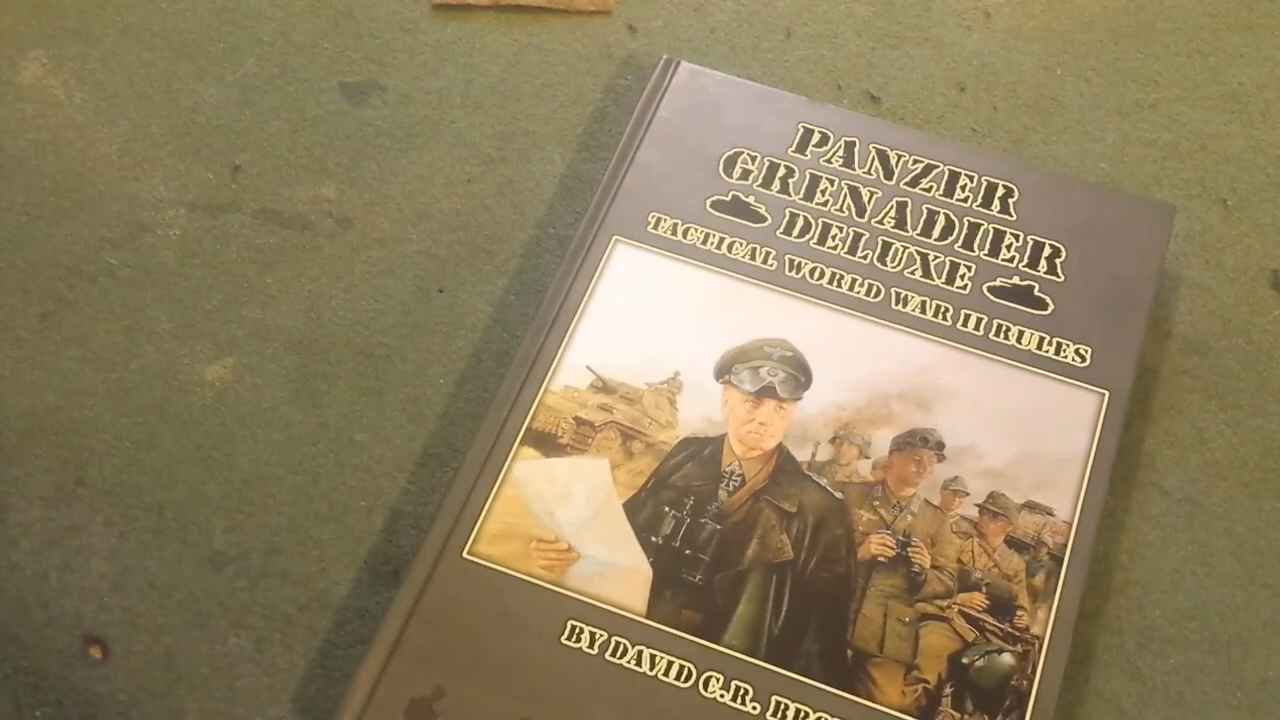 PANZER
GRENADIER
DELUXE
TACTICAL WORLD WAR II RULES
BY DAVID C.R.